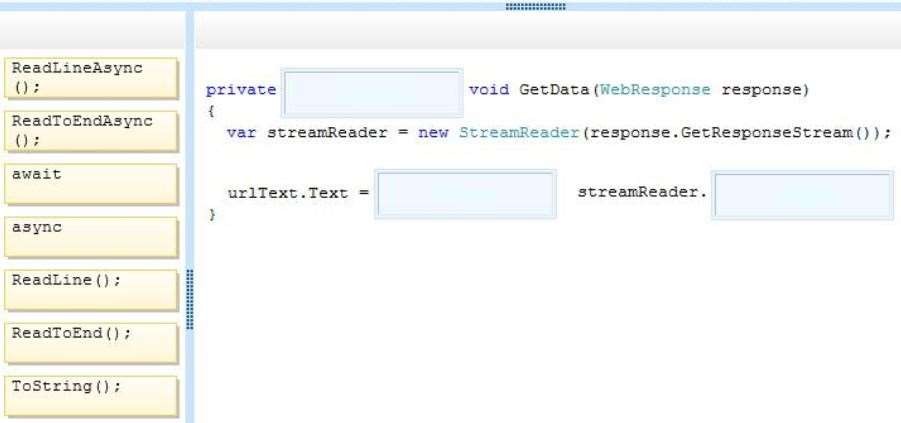 ReadLineAsync
();
ReadToEndAsync
();
await
async
ReadLine();
ReadToEnd();
ToString();
private void GetData(WebResponse response)
{
var streamReader = new StreamReader(response.GetResponseStream());
urlText.Text = streamReader.
}